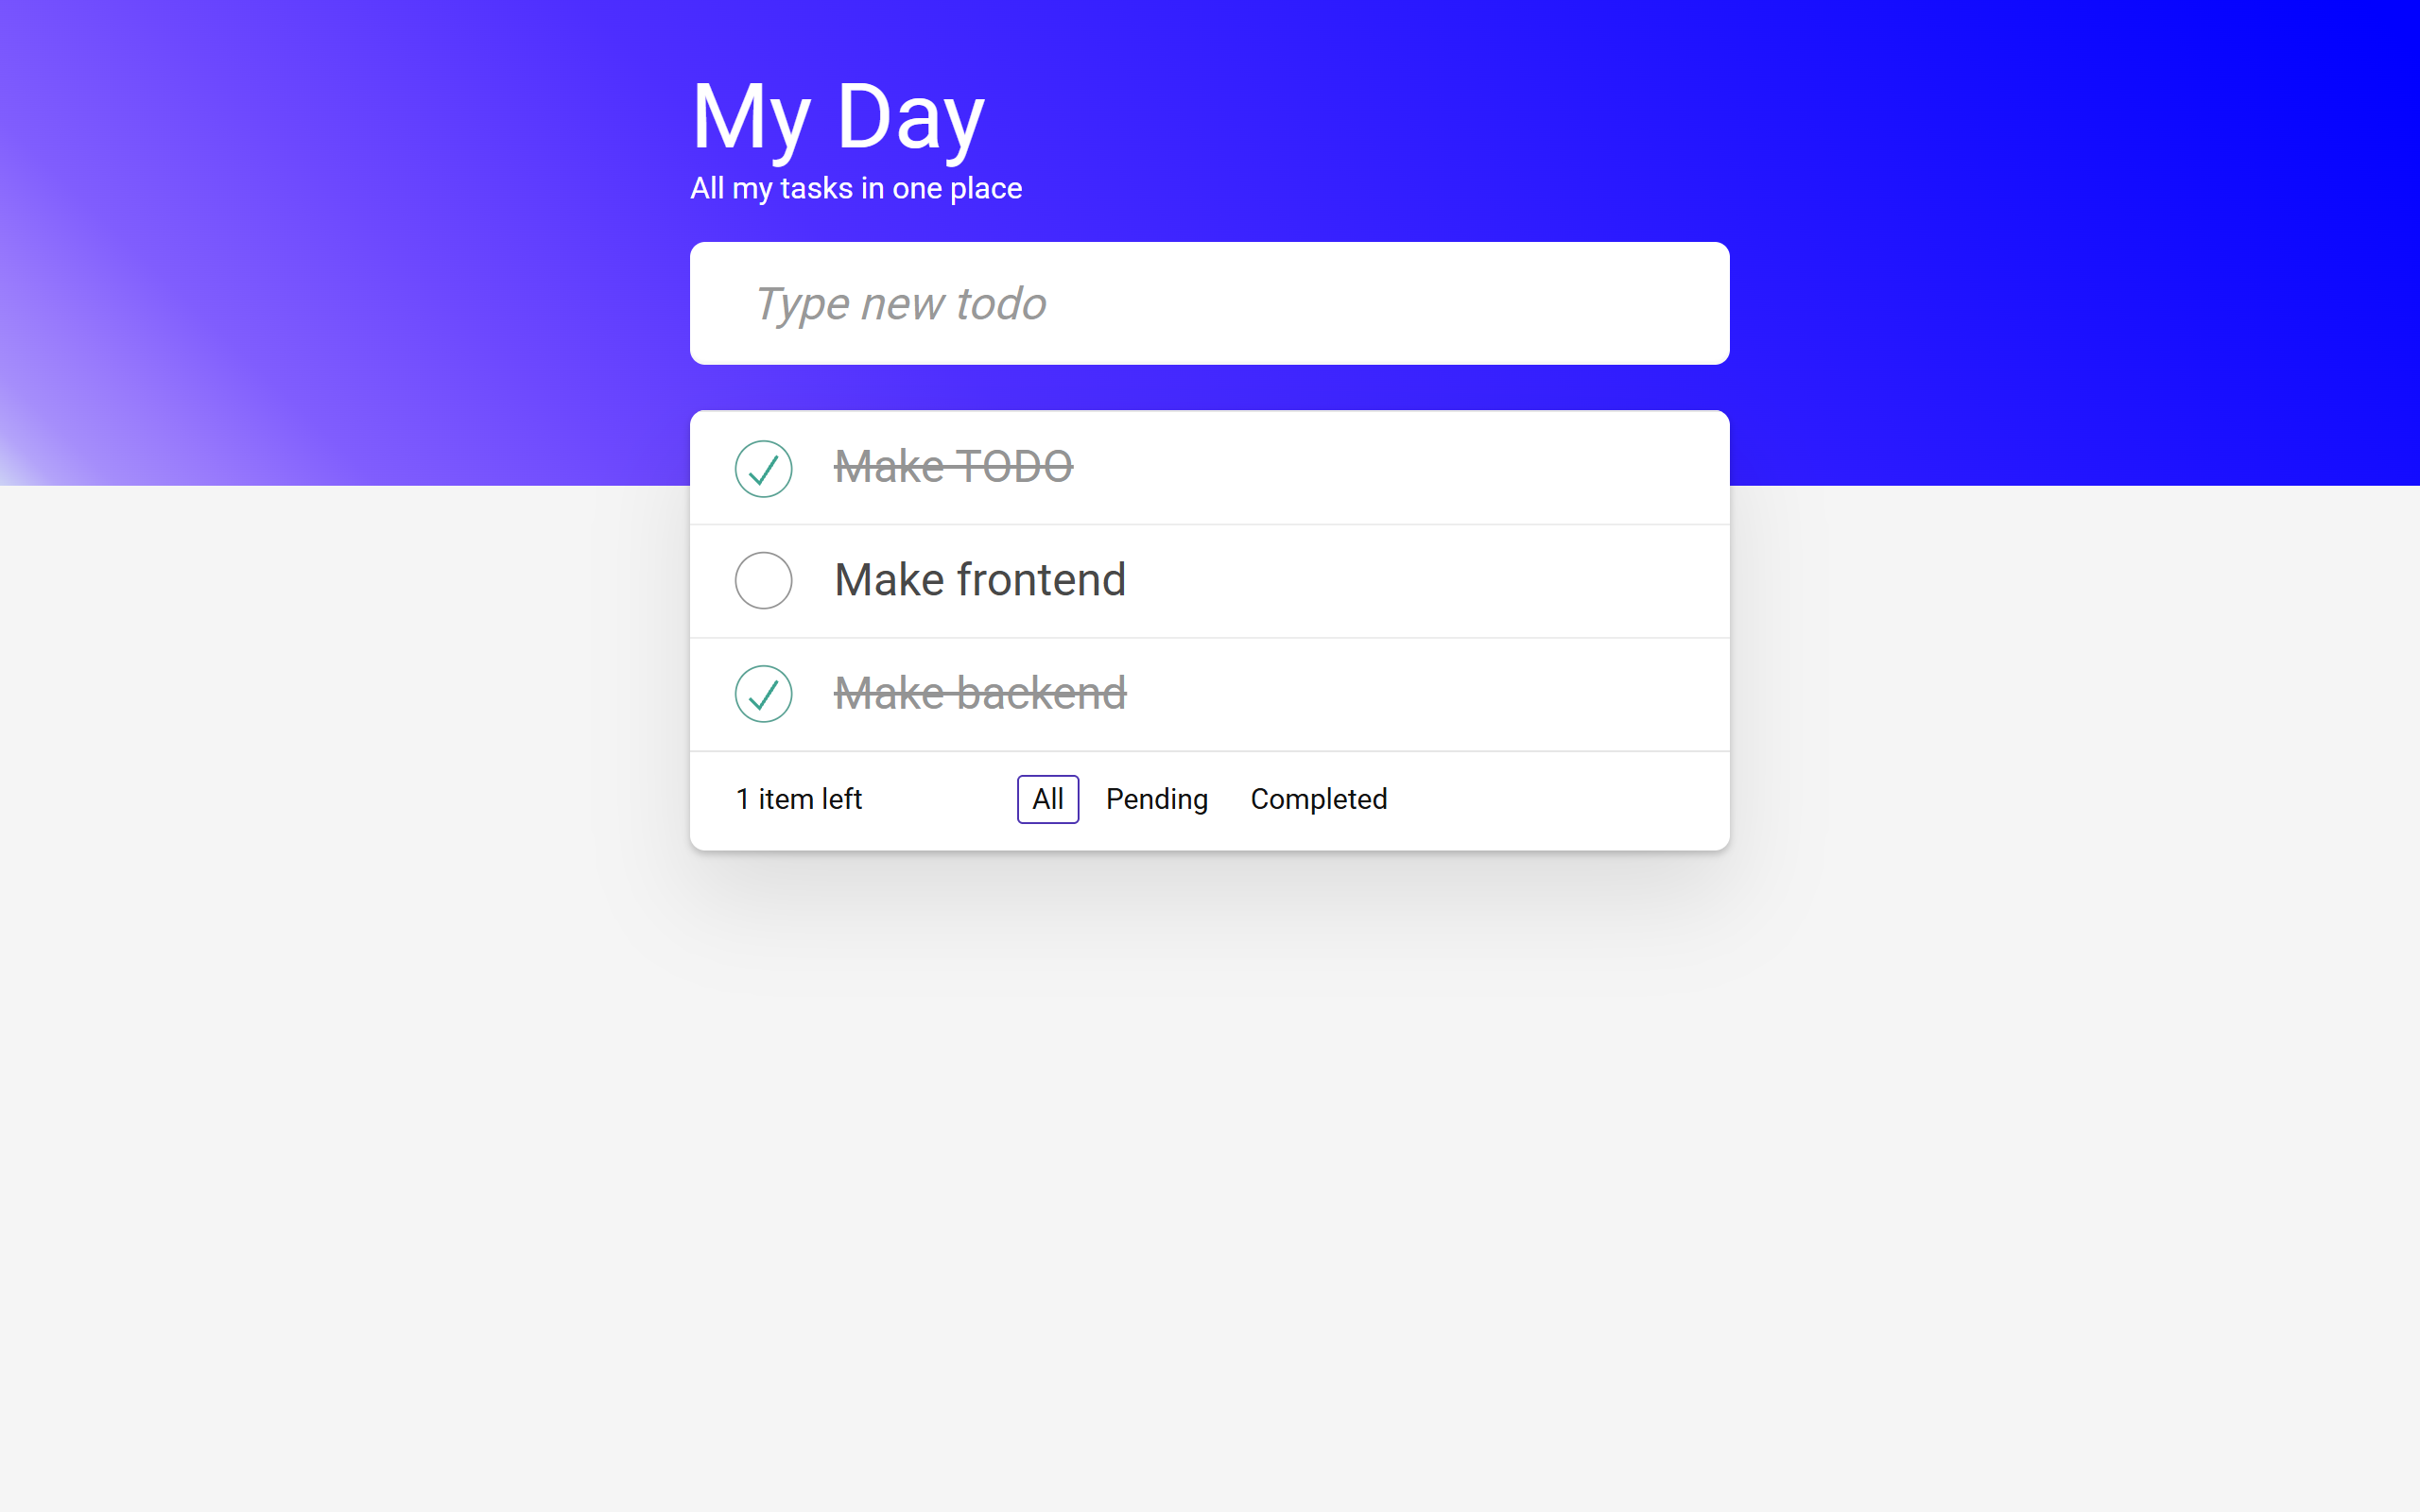 My Day
All my tasks in one place
Type new todo
Make TODO
Make frontend
Make backend
1 item left All Pending Completed